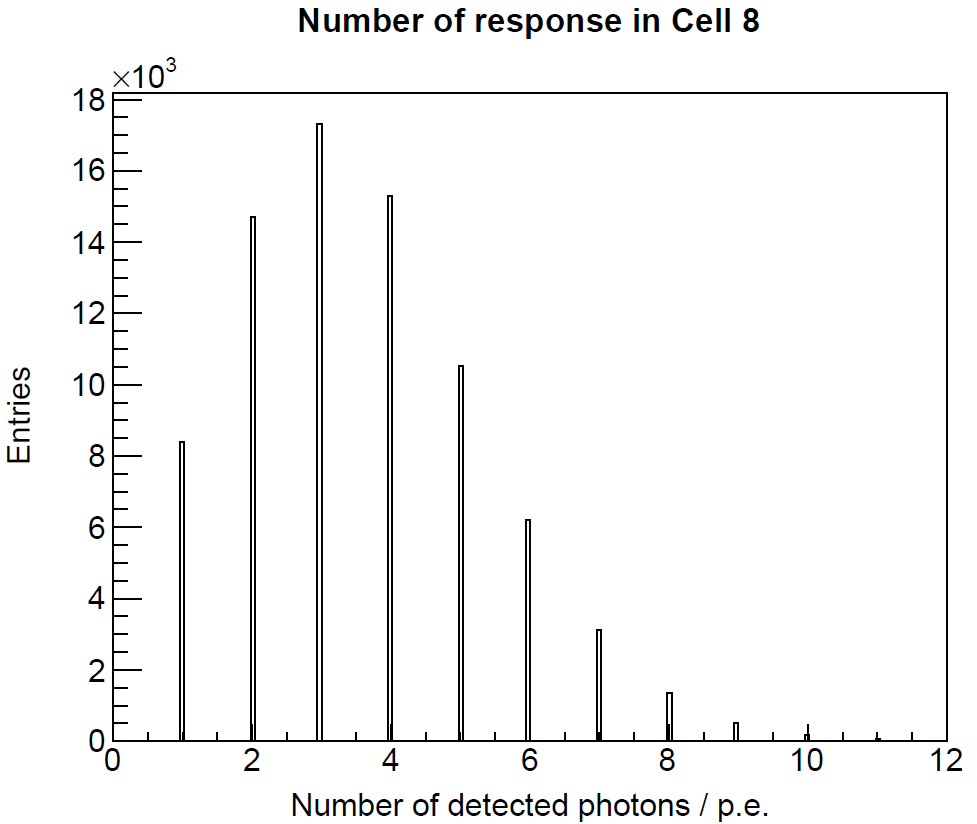 Number of response in Cell 8
×10³
18
16
14
12
10
8
6
4
2
0
Entries
0 2 4 6 8 10 12
Number of detected photons / p.e.